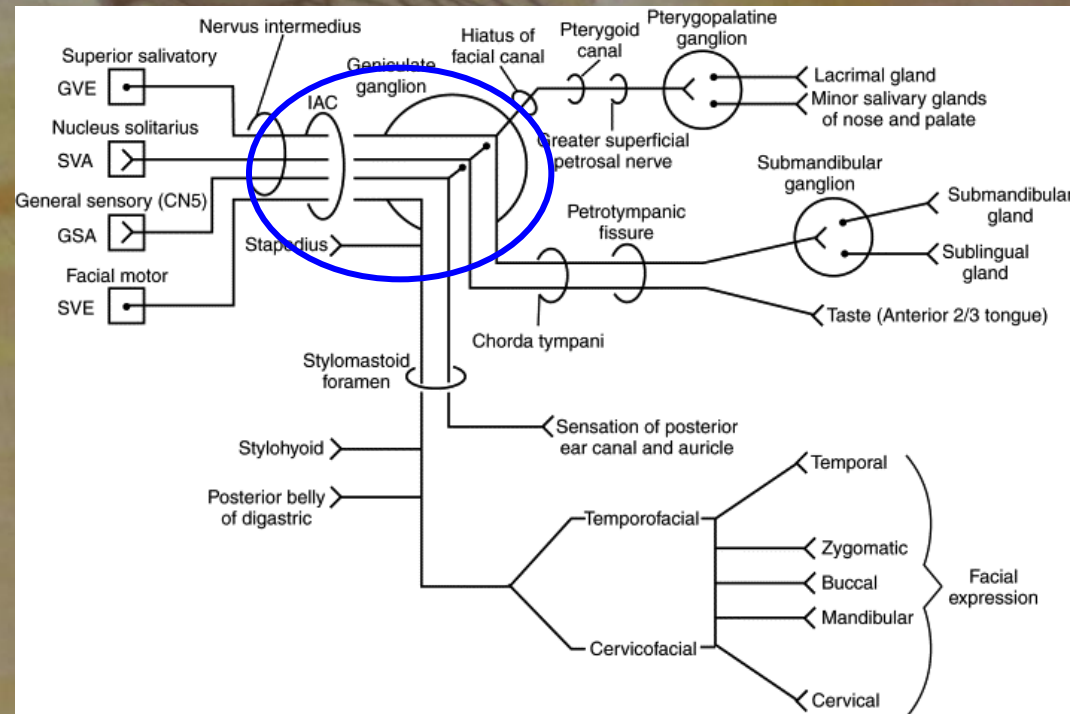 Nervus intermedius
Hiatus of
facial canal
Pterygoid
canal
Pterygopalatine
ganglion
Superior salivatory
GVE
IAC
Geniculate
ganglion
Lacrimal gland
Minor salivary glands
of nose and palate
Nucleus solitarius
SVA
Greater superficial
petrosal nerve
Submandibular
ganglion
General sensory (CN5)
GSA
Submandibular
gland
Petrotympanic
fissure
Stapedius
Sublingual
gland
Facial motor
SVE
Taste (Anterior 2/3 tongue)
Chorda tympani
Stylomastoid
foramen
Sensation of posterior
ear canal and auricle
Stylohyoid
Posterior belly
of digastric
Temporofacial
Cervicofacial
Temporal
Zygomatic
Buccal
Mandibular
Cervical
Facial
expression